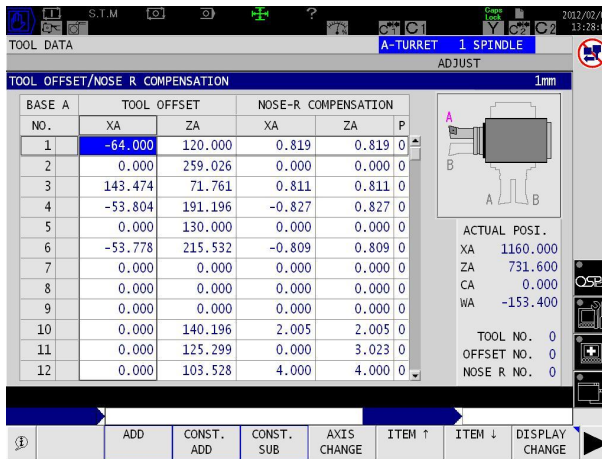 S.T.M
?
Caps Lock
2012/02/
13:28:
C1
Y
C2
TOOL DATA
A-TURRET 1 SPINDLE
ADJUST
TOOL OFFSET/NOSE R COMPENSATION 1mm
BASE A TOOL OFFSET NOSE-R COMPENSATION
NO. XA ZA XA ZA P
1 -64.000 120.000 0.819 0.819 0
2 0.000 259.026 0.000 0.000 0
3 143.474 71.761 0.811 0.811 0
4 -53.804 191.196 -0.827 0.827 0
5 0.000 130.000 0.000 0.000 0
6 -53.778 215.532 -0.809 0.809 0
7 0.000 0.000 0.000 0.000 0
8 0.000 0.000 0.000 0.000 0
9 0.000 0.000 0.000 0.000 0
10 0.000 140.196 2.005 2.005 0
11 0.000 125.299 0.000 3.023 0
12 0.000 103.528 4.000 4.000 0
A
B
A B
ACTUAL POSI.
XA 1160.000
ZA 731.600
CA 0.000
WA -153.400
TOOL NO. 0
OFFSET NO. 0
NOSE R NO. 0
OSP
ADD
CONST. ADD
CONST. SUB
AXIS CHANGE
ITEM ↑
ITEM ↓
DISPLAY CHANGE